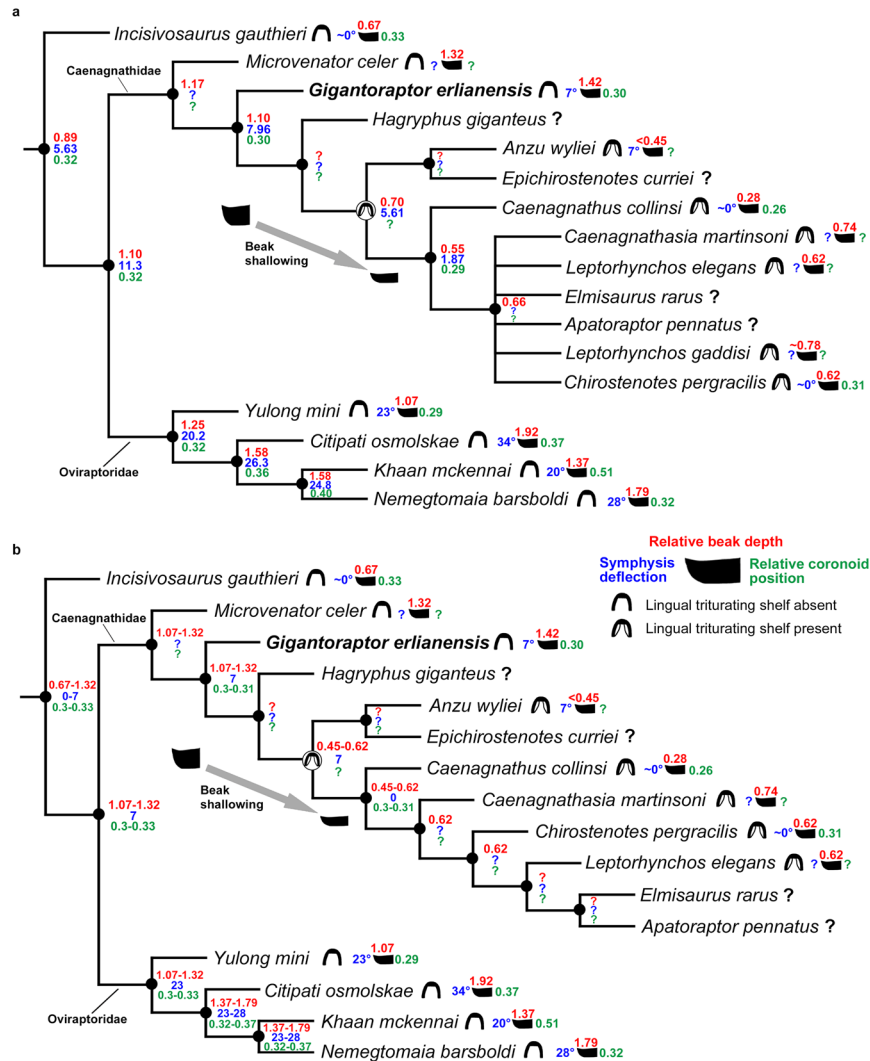 a
Incisivosaurus gauthieri ~0° 0.67 0.33
Microvenator celer ? 1.32 ?
Caenagnathidae
1.17
?
?
Gigantoraptor erlianensis 7° 1.42 0.30
1.10
7.96
0.30
Hagryphus giganteus ?
0.89
5.63
0.32
Anzu wyliei 7° <0.45 ?
?
?
?
?
?
?
Epichirostenotes curriei ?
0.70
5.61
?
Caenagnathus collinsi ~0° 0.28 0.26
Caenagnathasia martinsoni ? 0.74 ?
Beak
shallowing
0.55
1.87
0.29
1.10
11.3
0.32
Leptorhynchos elegans ? 0.62 ?
Elmisaurus rarus ?
0.66
?
?
Apatoraptor pennatus ?
Leptorhynchos gaddisi ? ~0.78 ?
Chirostenotes pergracilis ~0° 0.62 0.31
Yulong mini 23° 1.07 0.29
1.25
20.2
0.32
Citipati osmolskae 34° 1.92 0.37
1.58
26.3
0.36
Oviraptoridae
Khaan mckennai 20° 1.37 0.51
1.58
24.8
0.40
Nemegtomaia barsboldi 28° 1.79 0.32
b
Relative beak depth
Symphysis
deflection
Relative coronoid
position
Lingual triturating shelf absent
Lingual triturating shelf present
Incisivosaurus gauthieri ~0° 0.67 0.33
Microvenator celer ? 1.32 ?
Caenagnathidae
1.07-1.32
?
?
Gigantoraptor erlianensis 7° 1.42 0.30
1.07-1.32
7
0.3-0.31
Hagryphus giganteus ?
0.67-1.32
0-7
0.3-0.33
Anzu wyliei 7° <0.45 ?
?
?
?
?
?
?
Epichirostenotes curriei ?
0.45-0.62
7
?
Caenagnathus collinsi ~0° 0.28 0.26
Beak
shallowing
0.45-0.62
0
0.3-0.31
Caenagnathasia martinsoni ? 0.74 ?
1.07-1.32
7
0.3-0.33
0.62
?
?
Chirostenotes pergracilis ~0° 0.62 0.31
0.62
?
?
Leptorhynchos elegans ? 0.62 ?
?
?
?
Elmisaurus rarus ?
?
?
?
Apatoraptor pennatus ?
Yulong mini 23° 1.07 0.29
1.07-1.32
23
0.3-0.33
Citipati osmolskae 34° 1.92 0.37
1.37-1.79
23-28
0.32-0.37
Oviraptoridae
Khaan mckennai 20° 1.37 0.51
1.37-1.79
23-28
0.32-0.37
Nemegtomaia barsboldi 28° 1.79 0.32